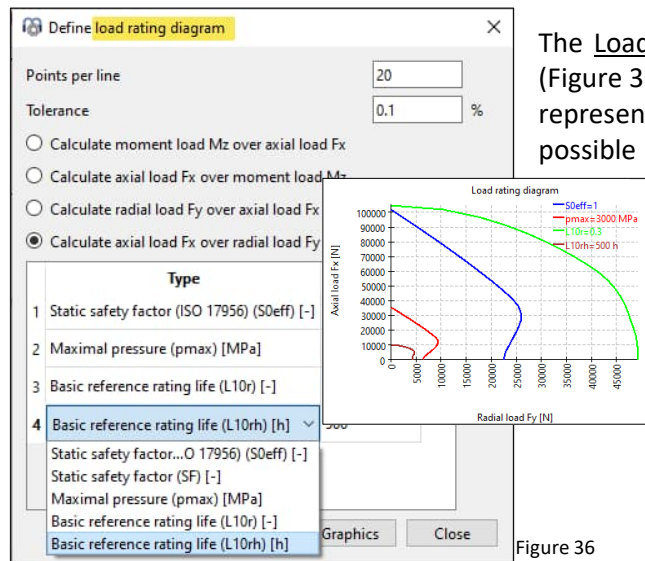 Define load rating diagram
The Load
Points per line 20
(Figure 3
Tolerance 0.1 %
represen
Calculate moment load Mz over axial load Fx
possible
Calculate axial load Fx over moment load Mz
Calculate radial load Fy over axial load Fx
Calculate axial load Fx over radial load Fy
Type
1 Static safety factor (ISO 17956) (S0eff) [-]
2 Maximal pressure (pmax) [MPa]
3 Basic reference rating life (L10r) [-]
4 Basic reference rating life (L10rh) [h]
Static safety factor...O 17956) (S0eff) [-]
Static safety factor (SF) [-]
Maximal pressure (pmax) [MPa]
Basic reference rating life (L10r) [-]
Basic reference rating life (L10rh) [h]
Load rating diagram
S0eff=1
pmax=3000 MPa
L10r=0.3
L10rh=500 h
Axial load Fx [N]
100000
90000
80000
70000
60000
50000
40000
30000
20000
10000
0
0 5000 10000 15000 20000 25000 30000 35000 40000 45000
Radial load Fy [N]
Graphics Close
Figure 36